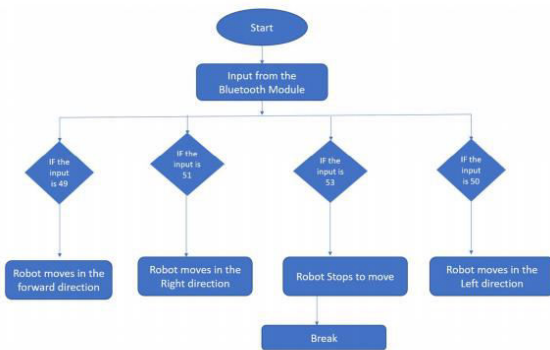 Start
Input from the
Bluetooth Module
IF the
input
is 49
IF the
input is
51
IF the
input is
53
IF the
input is
50
Robot moves in the
forward direction
Robot moves in the
Right direction
Robot Stops to move
Robot moves in the
Left direction
Break